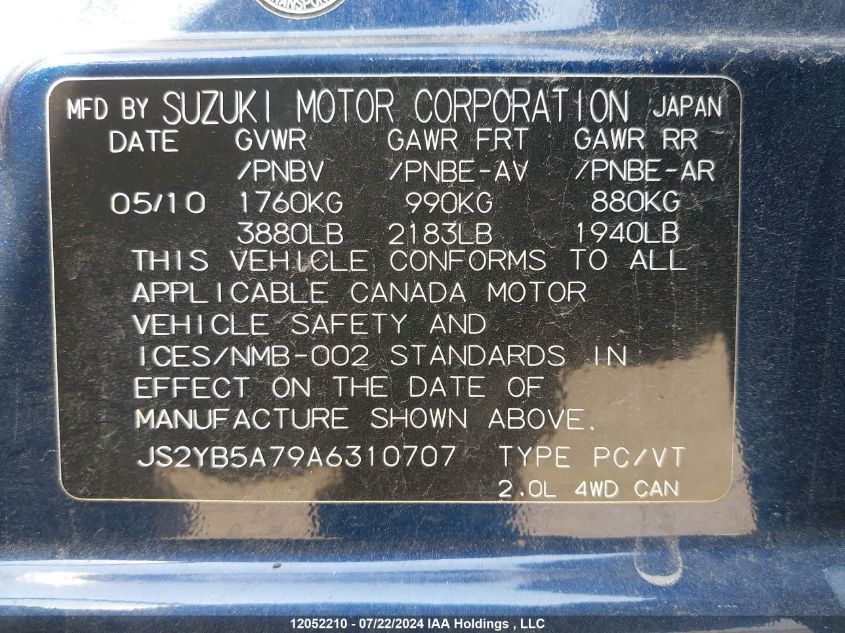 TRANSPORT
MFD BY SUZUKI MOTOR CORPORATION JAPAN
DATE GVWR GAWR FRT GAWR RR
/PNBV /PNBE-AV /PNBE-AR
05/10 1760KG 990KG 880KG
3880LB 2183LB 1940LB
THIS VEHICLE CONFORMS TO ALL
APPLICABLE CANADA MOTOR
VEHICLE SAFETY AND
ICES/NMB-002 STANDARDS IN
EFFECT ON THE DATE OF
MANUFACTURE SHOWN ABOVE.
JS2YB5A79A6310707 TYPE PC/VT
2.0L 4WD CAN
12052210 - 07/22/2024 IAA Holdings , LLC